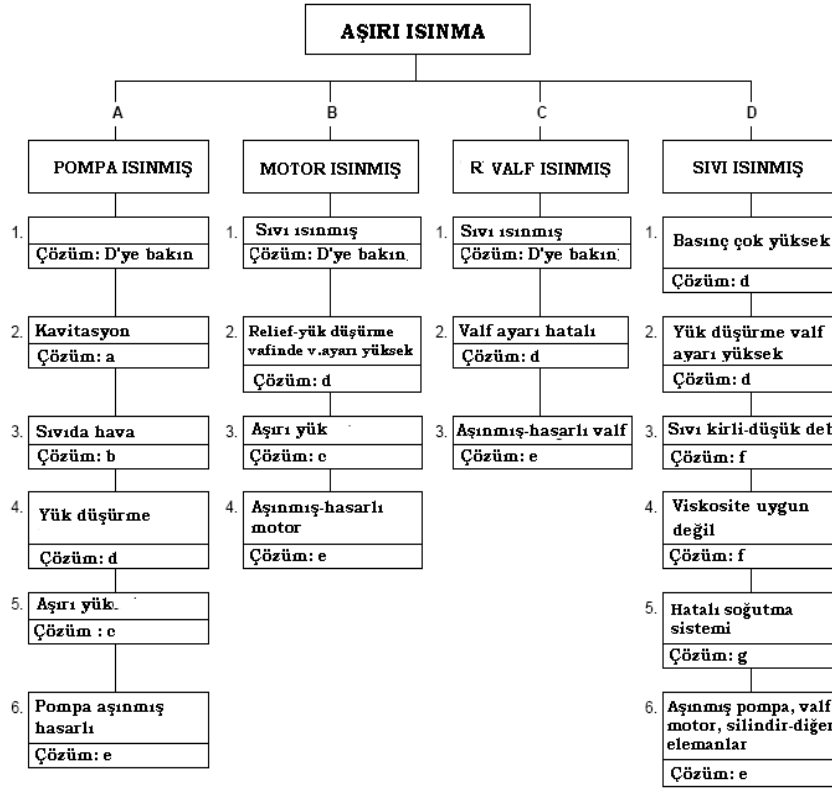 AŞIRI ISINMA
A
POMPA ISINMIŞ
1.
Çözüm: D'ye bakın
2. Kavitasyon
Çözüm: a
3. Sıvıda hava
Çözüm: b
4. Yük düşürme
Çözüm: d
5. Aşırı yük
Çözüm : c
6. Pompa aşınmış
hasarlı
Çözüm: e
B
MOTOR ISINMIŞ
1. Sıvı ısınmış
Çözüm: D'ye bakın
2. Relief-yük düşürme
vafinde v.ayarı yüksek
Çözüm: d
3. Aşırı yük
Çözüm: c
4. Aşınmış-hasarlı
motor
Çözüm: e
C
R VALF ISINMIŞ
1. Sıvı ısınmış
Çözüm: D'ye bakın
2. Valf ayarı hatalı
Çözüm: d
3. Aşınmış-hasarlı valf
Çözüm: e
D
SIVI ISINMIŞ
1. Basınç çok yüksek
Çözüm: d
2. Yük düşürme valf
ayarı yüksek
Çözüm: d
3. Sıvı kirli-düşük deb
Çözüm: f
4. Viskosite uygun
değil
Çözüm: f
5. Hatalı soğutma
sistemi
Çözüm: g
6. Aşınmış pompa, valf
motor, silindir-diğer
elemanlar
Çözüm: e